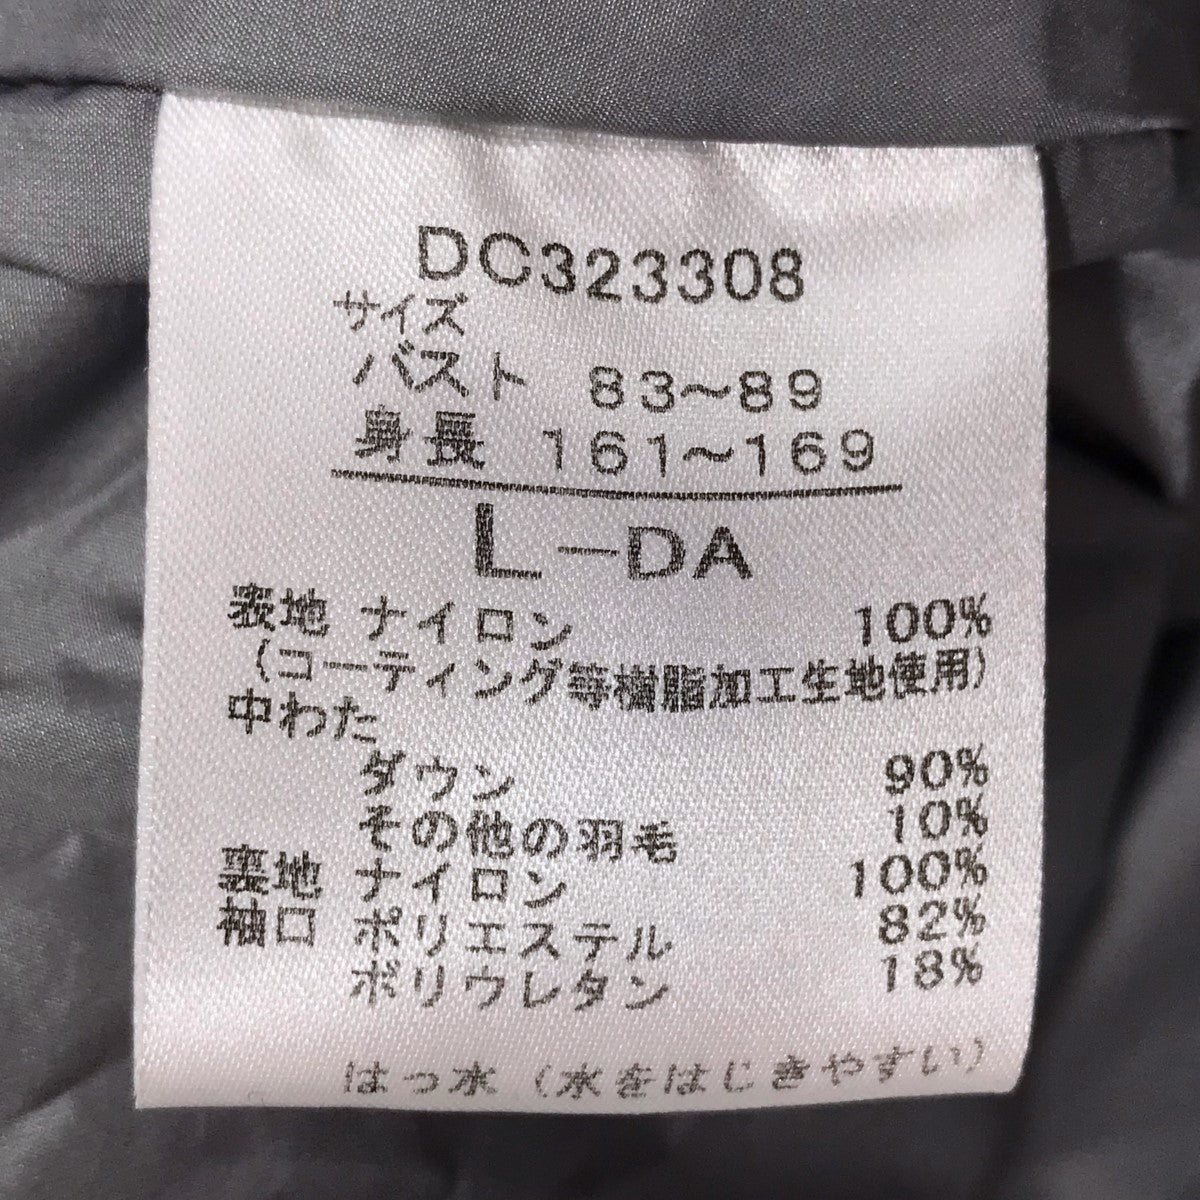 DC323308
サイズ
バスト 83～89
身長 161～169
L－DA
表地 ナイロン 100%
(コーティング等樹脂加工生地使用)
中わた
ダウン 90%
その他の羽毛 10%
裏地 ナイロン 100%
袖口 ポリエステル 82%
ポリウレタン 18%
はっ水(水をはじきやすい)